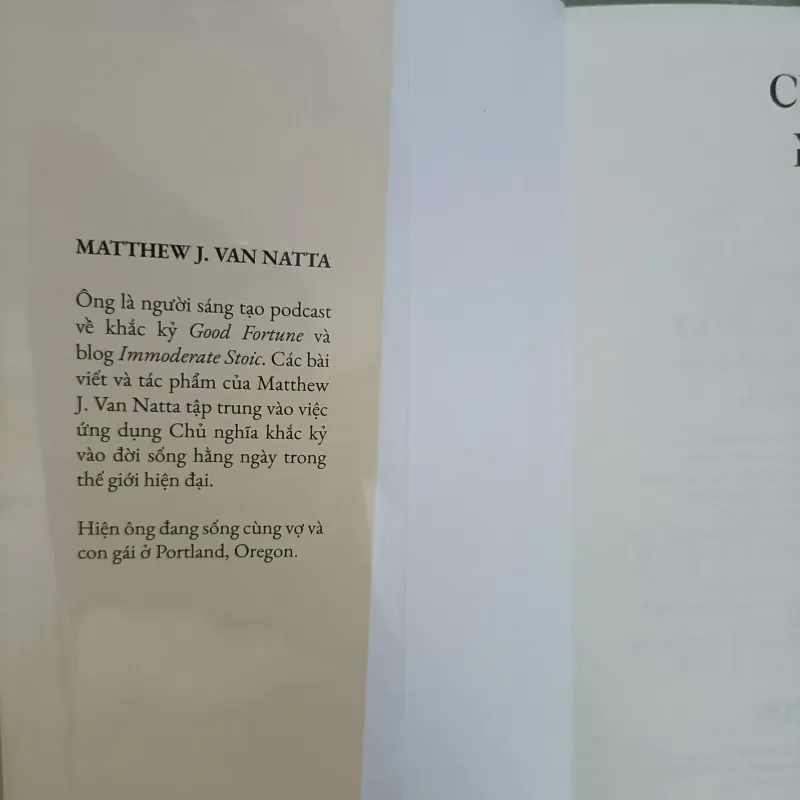 MATTHEW J. VAN NATTA
Ông là người sáng tạo podcast
về khắc kỷ Good Fortune và
blog Immoderate Stoic. Các bài
viết và tác phẩm của Matthew
J. Van Natta tập trung vào việc
ứng dụng Chủ nghĩa khắc kỷ
vào đời sống hằng ngày trong
thế giới hiện đại.
Hiện ông đang sống cùng vợ và
con gái ở Portland, Oregon.